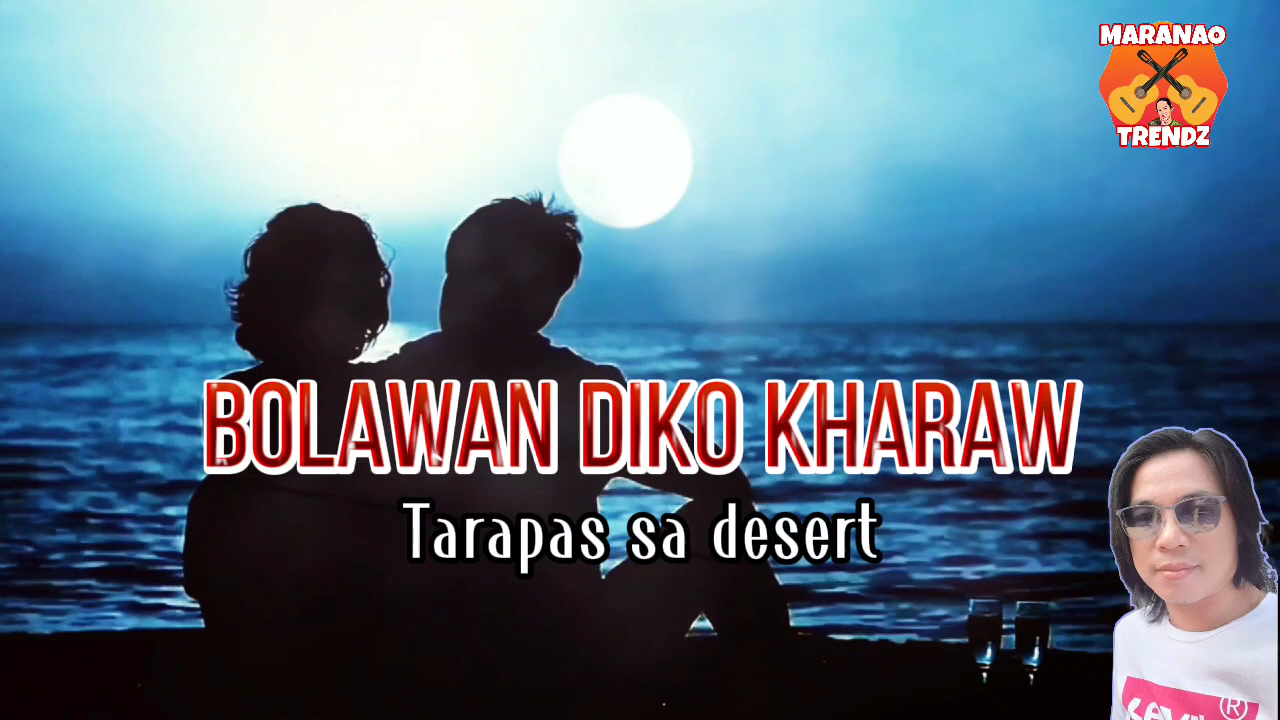 MARANAO
TRENDZ
BOLAWAN DIKO KHARAW
Tarapas sa desert
®